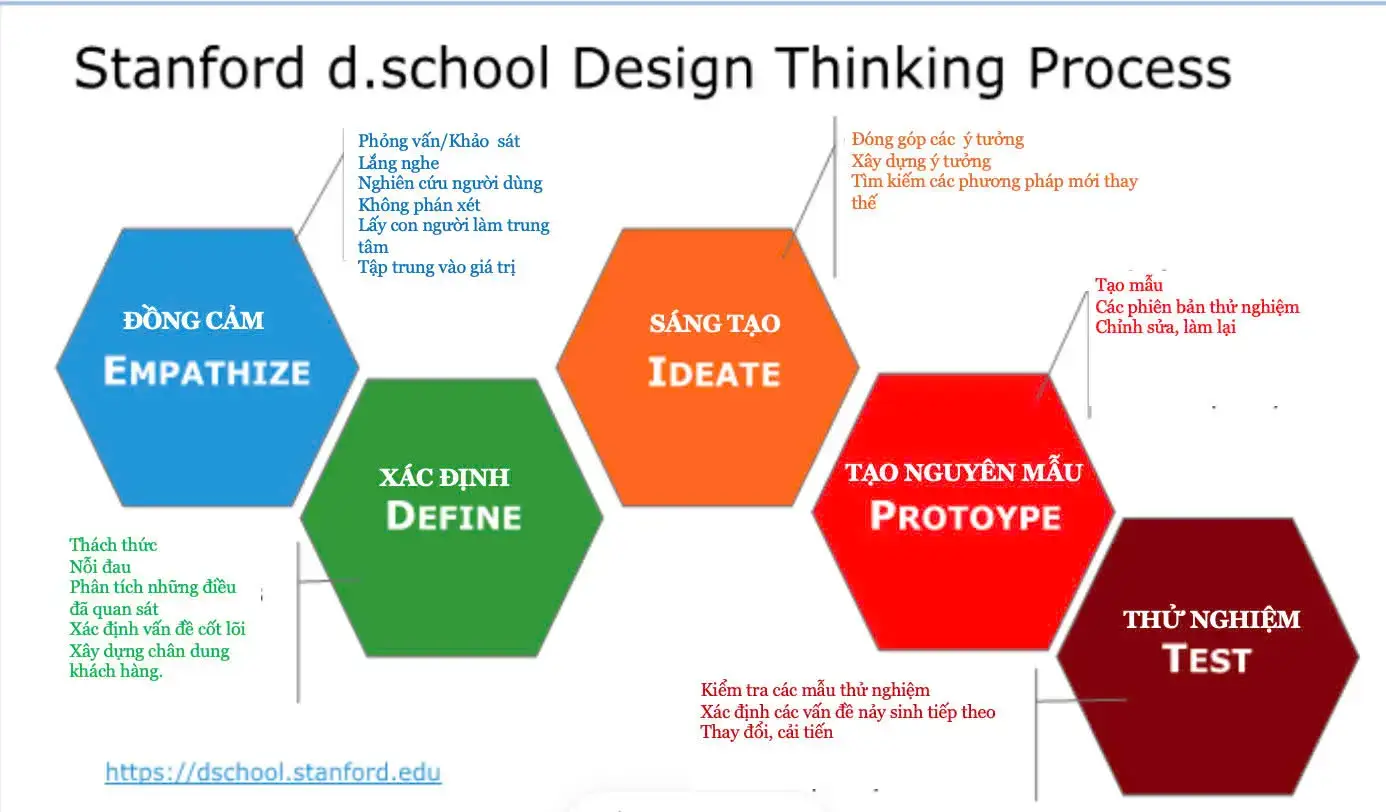 Stanford d.school Design Thinking Process
Phỏng vấn/Khảo sát
Lắng nghe
Nghiên cứu người dùng
Không phán xét
Lấy con người làm trung
tâm
Tập trung vào giá trị
Đóng góp các ý tưởng
Xây dựng ý tưởng
Tìm kiếm các phương pháp mới thay
thế
Tạo mẫu
Các phiên bản thử nghiệm
Chỉnh sửa, làm lại
ĐỒNG CẢM
EMPATHIZE
SÁNG TẠO
IDEATE
XÁC ĐỊNH
DEFINE
TẠO NGUYÊN MẪU
PROTOYPE
Thách thức
Nỗi đau
Phân tích những điều
đã quan sát
Xác định vấn đề cốt lõi
Xây dựng chân dung
khách hàng.
THỬ NGHIỆM
TEST
Kiểm tra các mẫu thử nghiệm
Xác định các vấn đề nảy sinh tiếp theo
Thay đổi, cải tiến
https://dschool.stanford.edu